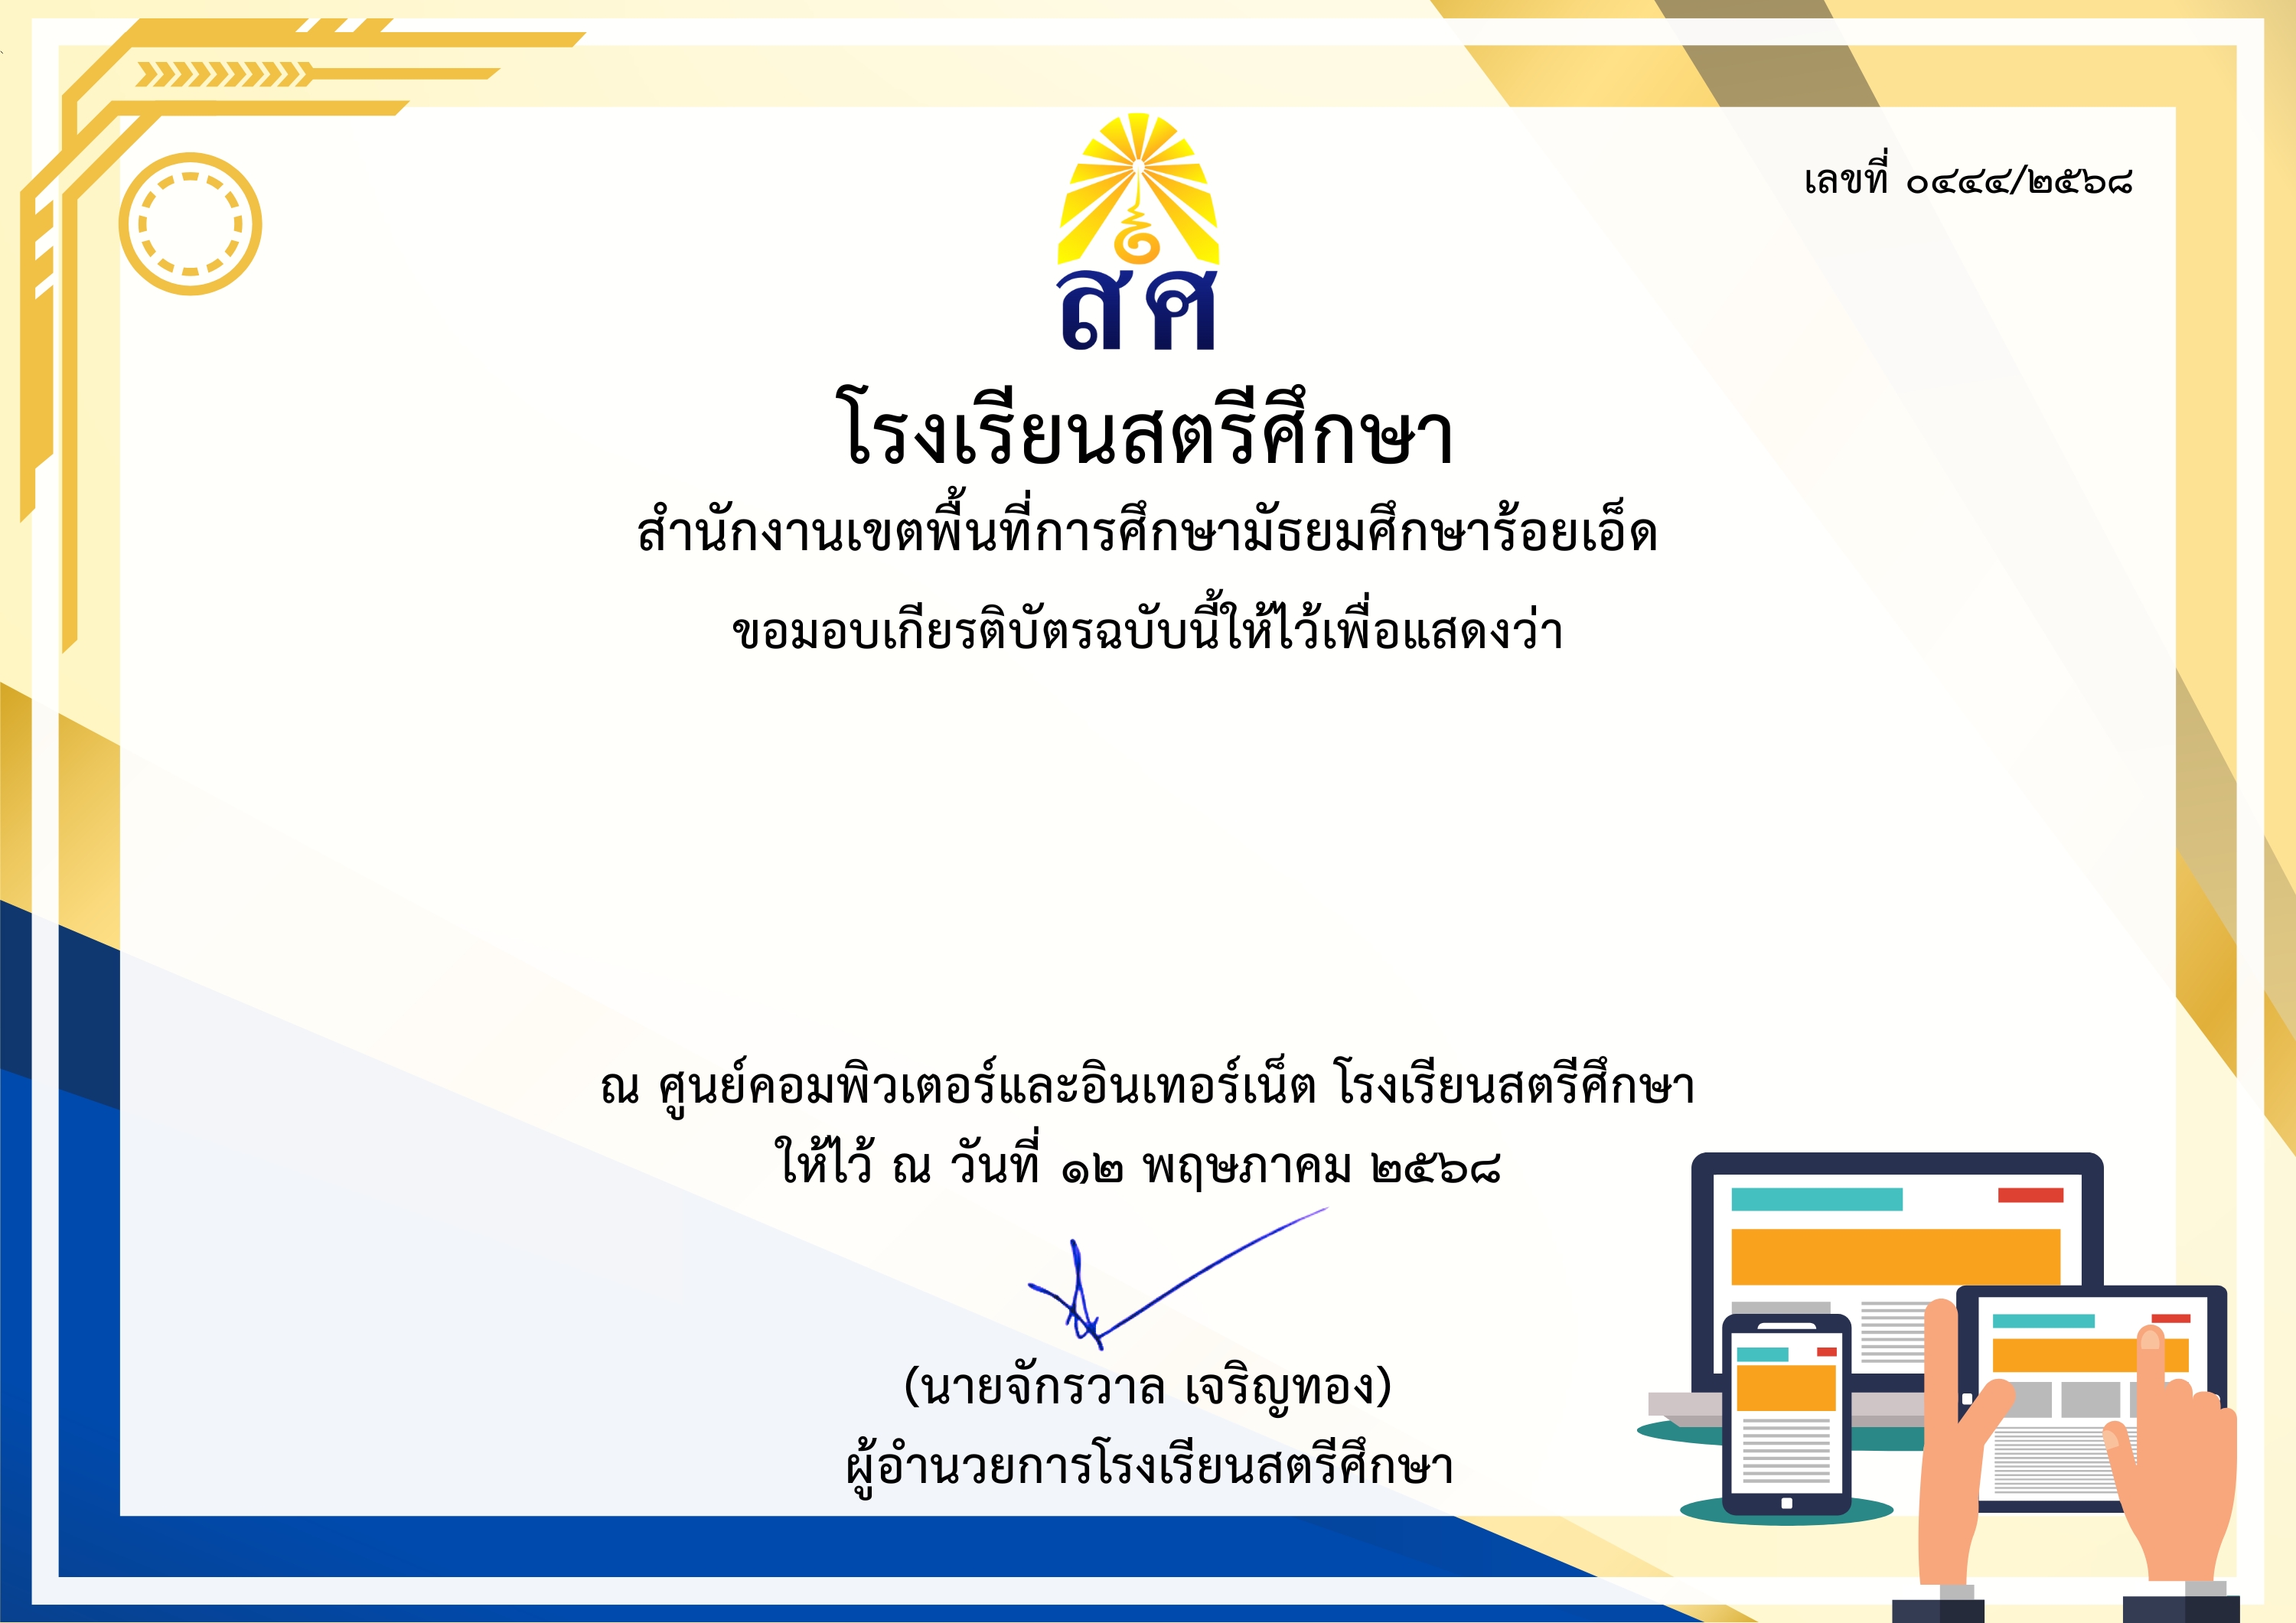 เลขที่ ๐๔๔๔/๒๕๖๘
สศ
โรงเรียนสตรีศึกษา
สำนักงานเขตพื้นที่การศึกษามัธยมศึกษาร้อยเอ็ด
ขอมอบเกียรติบัตรฉบับนี้ให้ไว้เพื่อแสดงว่า
ณ ศูนย์คอมพิวเตอร์และอินเทอร์เน็ต โรงเรียนสตรีศึกษา
ให้ไว้ ณ วันที่ ๑๒ พฤษภาคม ๒๕๖๘
(นายจักรวาล เจริญทอง)
ผู้อำนวยการโรงเรียนสตรีศึกษา